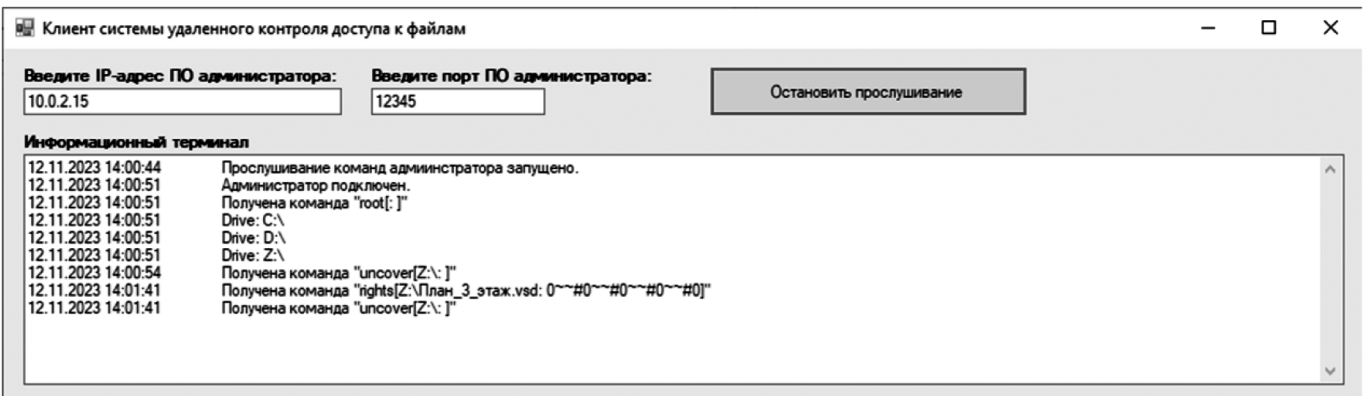 Клиент системы удаленного контроля доступа к файлам
Введите IP-адрес ПО администратора: Введите порт ПО администратора:
10.0.2.15 12345 Остановить прослушивание
Информационный терминал
12.11.2023 14:00:44 Прослушивание команд адмиинстратора запущено.
12.11.2023 14:00:51 Администратор подключен.
12.11.2023 14:00:51 Получена команда "root[: ]"
12.11.2023 14:00:51 Drive: C:\
12.11.2023 14:00:51 Drive: D:\
12.11.2023 14:00:51 Drive: Z:\
12.11.2023 14:00:54 Получена команда "uncover[Z:\: ]"
12.11.2023 14:01:41 Получена команда "rights[Z:\План_3_этаж.vsd: 0~~#0~~#0~~#0~~#0]"
12.11.2023 14:01:41 Получена команда "uncover[Z:\: ]"